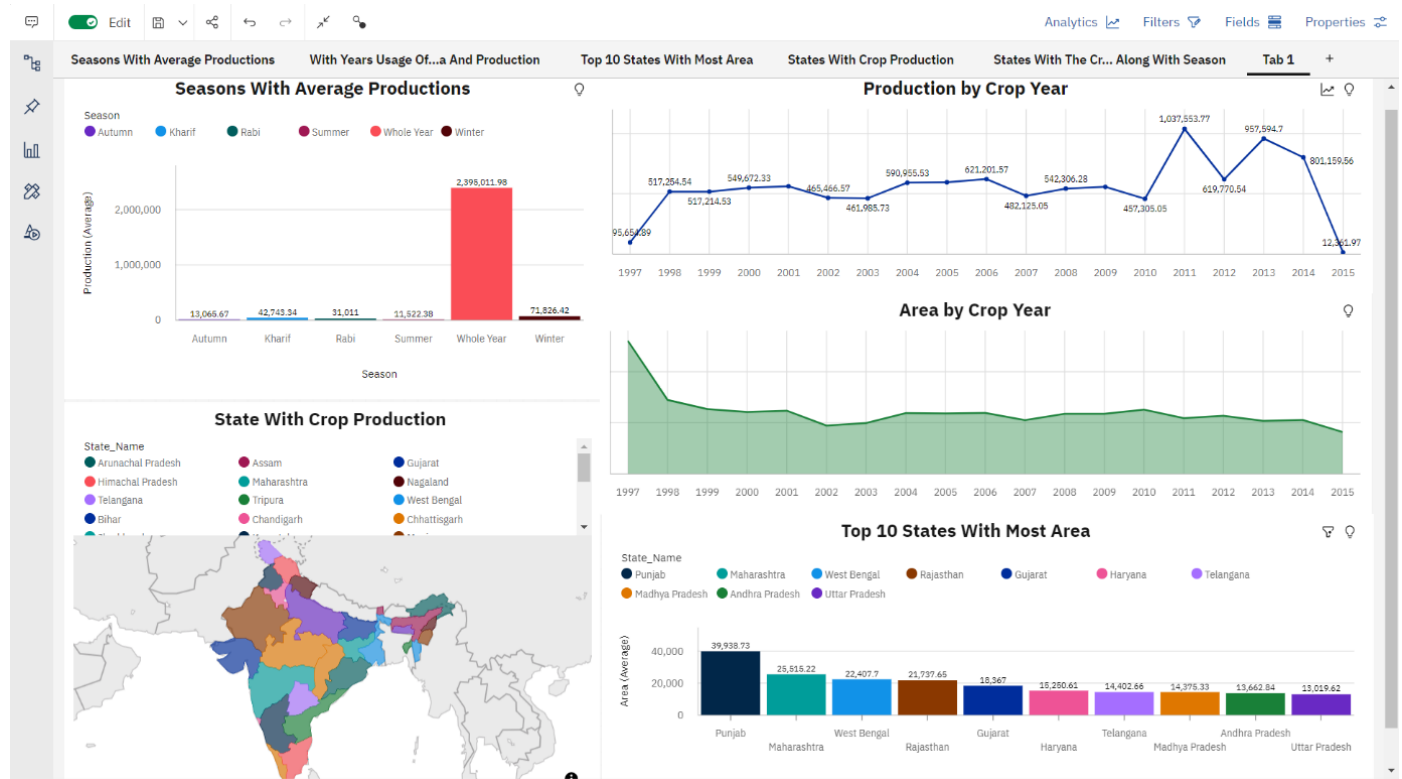 Edit
Analytics Filters Fields Properties
Seasons With Average Productions With Years Usage Of...a And Production Top 10 States With Most Area States With Crop Production States With The Cr... Along With Season Tab 1 +
Seasons With Average Productions
Season
Autumn Kharif Rabi Summer Whole Year Winter
Production (Average)
2,000,000
1,000,000
0
13,065.67 42,743.34 31,011 11,522.38 2,395,011.98 71,826.42
Autumn Kharif Rabi Summer Whole Year Winter
Season
Production by Crop Year
95,654.89 517,254.54 517,214.53 549,672.33 465,466.57 461,985.73 590,955.53 621,201.57 482,125.05 542,306.28 457,305.05 1,037,553.77 619,770.54 957,594.7 801,159.56 12,361.97
1997 1998 1999 2000 2001 2002 2003 2004 2005 2006 2007 2008 2009 2010 2011 2012 2013 2014 2015
Area by Crop Year
1997 1998 1999 2000 2001 2002 2003 2004 2005 2006 2007 2008 2009 2010 2011 2012 2013 2014 2015
State With Crop Production
State_Name
Arunachal Pradesh Assam Gujarat
Himachal Pradesh Maharashtra Nagaland
Telangana Tripura West Bengal
Bihar Chandigarh Chhattisgarh
Top 10 States With Most Area
State_Name
Punjab Maharashtra West Bengal Rajasthan Gujarat Haryana Telangana
Madhya Pradesh Andhra Pradesh Uttar Pradesh
Area (Average)
40,000
20,000
0
39,938.73 25,515.22 22,407.7 21,737.65 18,367 15,250.61 14,402.66 14,375.33 13,662.84 13,019.62
Punjab West Bengal Gujarat Telangana Andhra Pradesh
Maharashtra Rajasthan Haryana Madhya Pradesh Uttar Pradesh